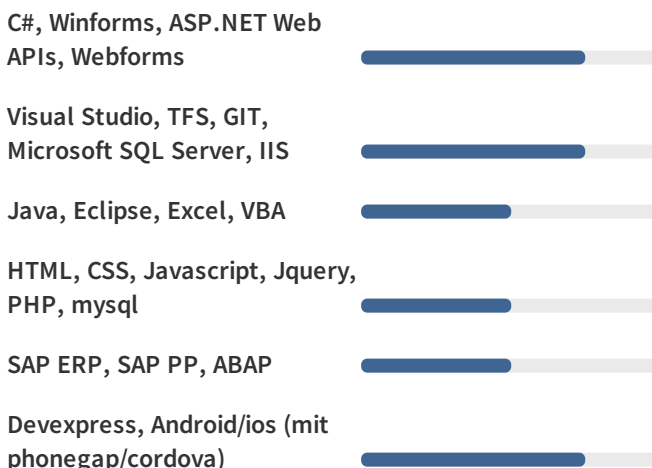 C#, Winforms, ASP.NET Web
APIs, Webforms
Visual Studio, TFS, GIT,
Microsoft SQL Server, IIS
Java, Eclipse, Excel, VBA
HTML, CSS, Javascript, Jquery,
PHP, mysql
SAP ERP, SAP PP, ABAP
Devexpress, Android/ios (mit
phonegap/cordova)